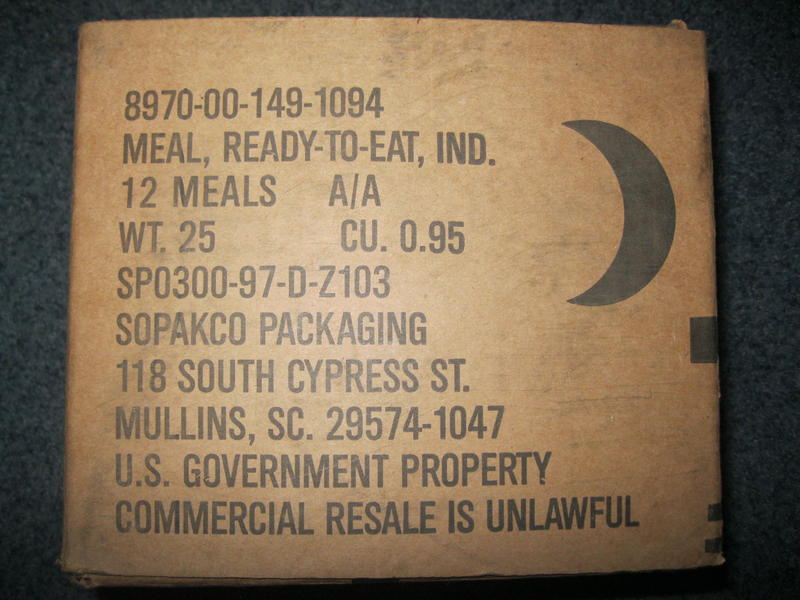 8970-00-149-1094
MEAL, READY-TO-EAT, IND.
12 MEALS A/A
WT. 25 CU. 0.95
SP0300-97-D-Z103
SOPAKCO PACKAGING
118 SOUTH CYPRESS ST.
MULLINS, SC. 29574-1047
U.S. GOVERNMENT PROPERTY
COMMERCIAL RESALE IS UNLAWFUL